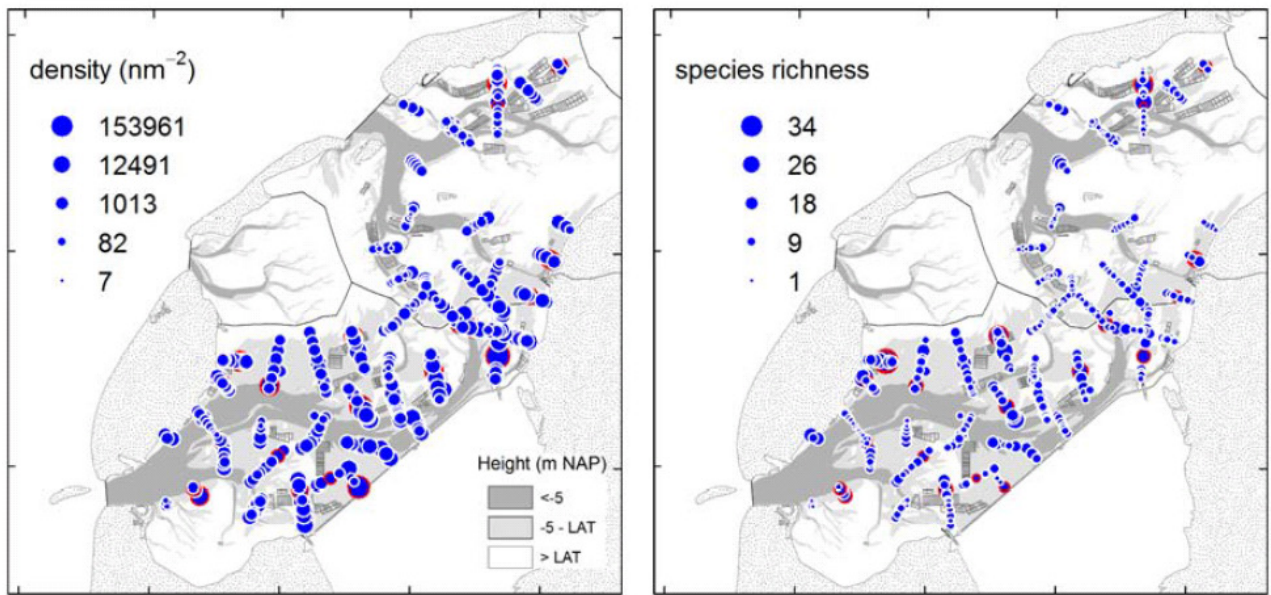 density (nm⁻²)
153961
12491
1013
82
7
Height (m NAP)
<-5
-5 - LAT
> LAT
species richness
34
26
18
9
1